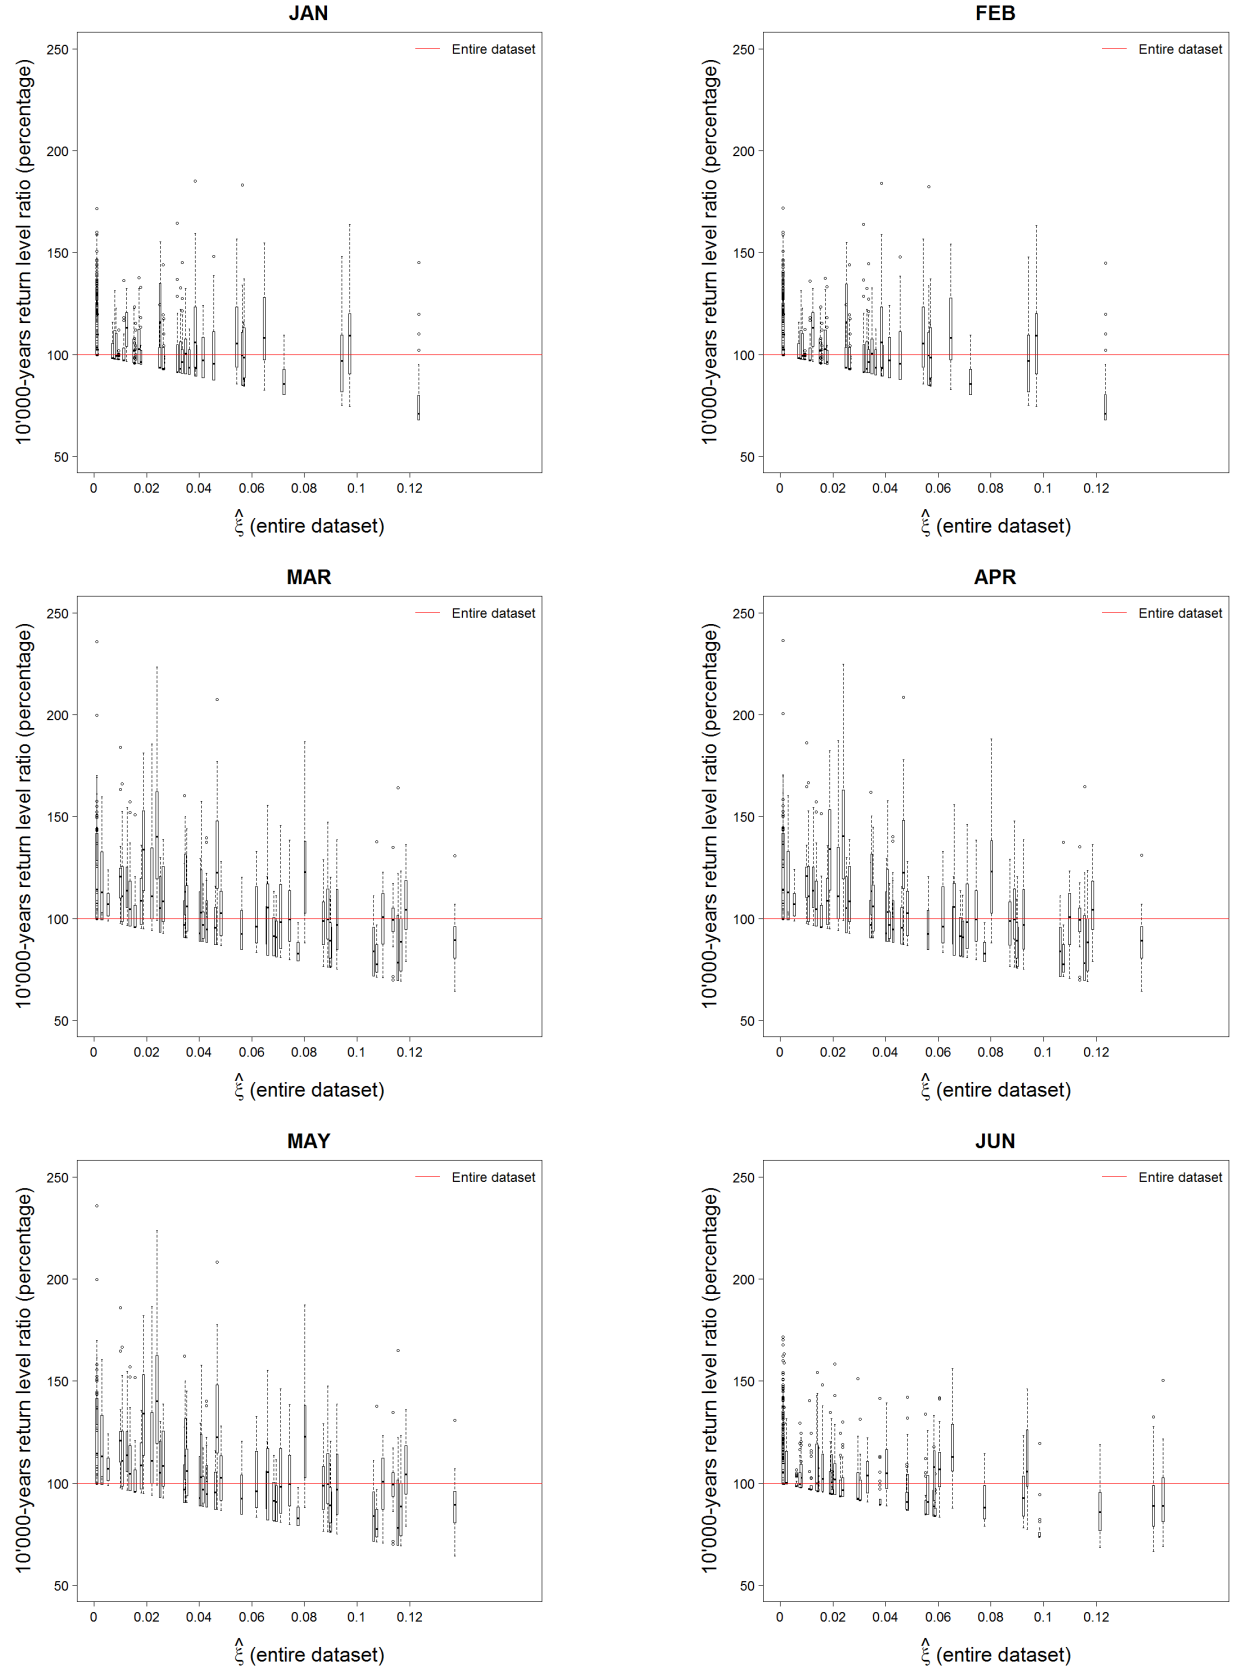 JAN
FEB
10'000-years return level ratio (percentage)
250
200
150
100
50
Entire dataset
0 0.02 0.04 0.06 0.08 0.1 0.12
ξ̂ (entire dataset)
10'000-years return level ratio (percentage)
250
200
150
100
50
Entire dataset
0 0.02 0.04 0.06 0.08 0.1 0.12
ξ̂ (entire dataset)
MAR
APR
10'000-years return level ratio (percentage)
250
200
150
100
50
Entire dataset
0 0.02 0.04 0.06 0.08 0.1 0.12
ξ̂ (entire dataset)
10'000-years return level ratio (percentage)
250
200
150
100
50
Entire dataset
0 0.02 0.04 0.06 0.08 0.1 0.12
ξ̂ (entire dataset)
MAY
JUN
10'000-years return level ratio (percentage)
250
200
150
100
50
Entire dataset
0 0.02 0.04 0.06 0.08 0.1 0.12
ξ̂ (entire dataset)
10'000-years return level ratio (percentage)
250
200
150
100
50
Entire dataset
0 0.02 0.04 0.06 0.08 0.1 0.12
ξ̂ (entire dataset)